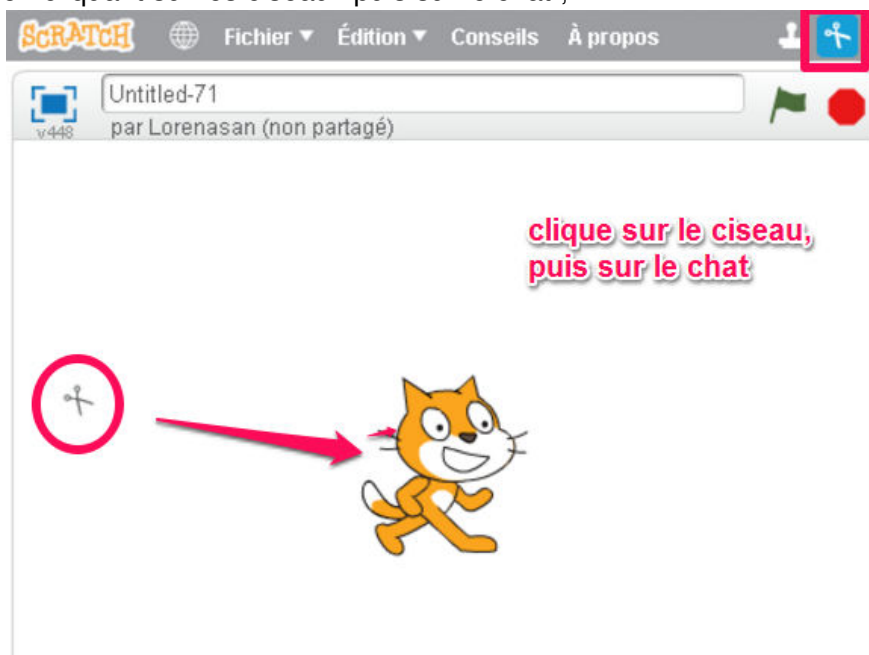 SCRATCH Fichier ▼ Édition ▼ Conseils À propos
Untitled-71
v448 par Lorenasan (non partagé)
clique sur le ciseau,
puis sur le chat